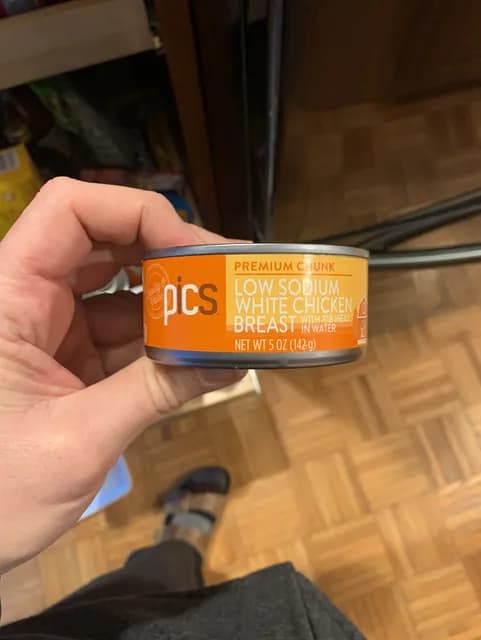 pics
PREMIUM CHUNK
LOW SODIUM
WHITE CHICKEN
BREAST WITH RIB MEAT
IN WATER
NET WT 5 OZ (142 g)